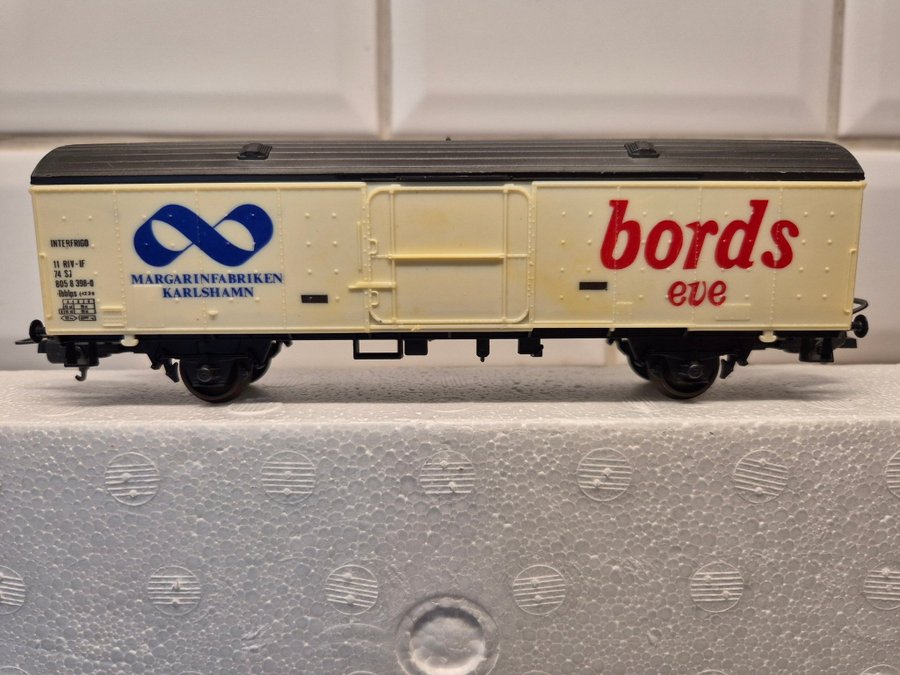 INTERFRIGO
11 RIV-IF
74 SJ
805 8 398-0
MARGARINFABRIKEN
KARLSHAMN
bords
eve